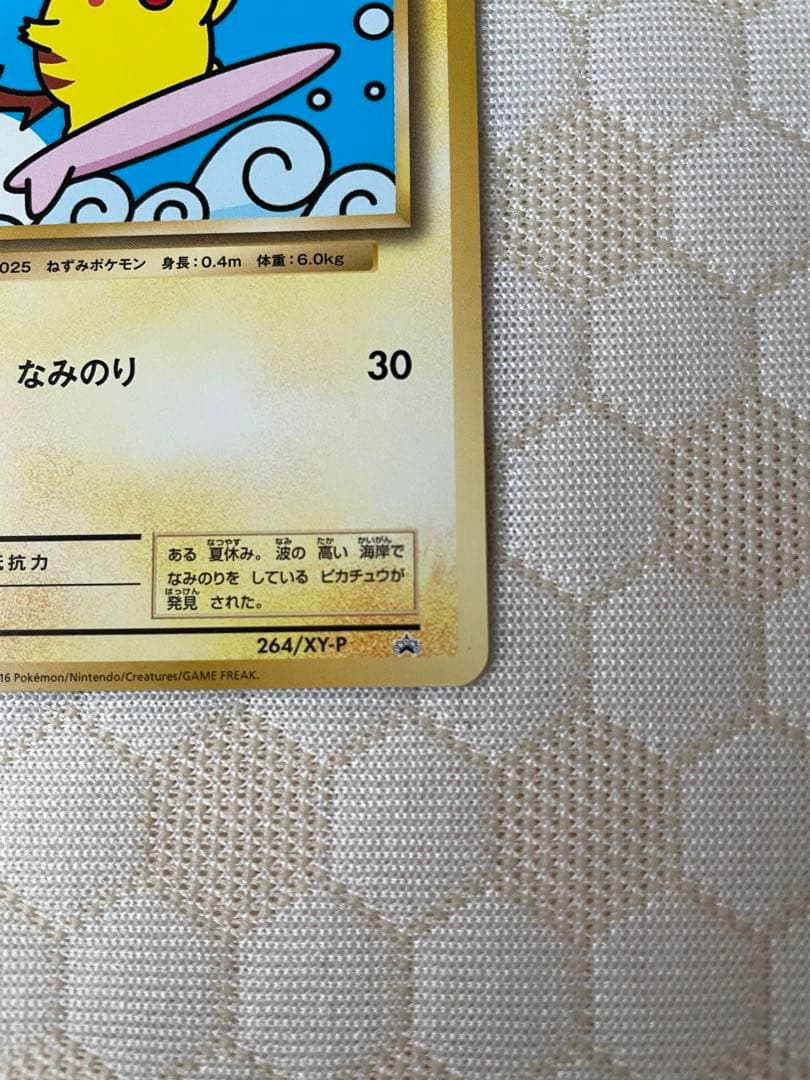 025 ねずみポケモン 身長:0.4m 体重:6.0kg
なみのり 30
抗力
ある 夏休み。 波の 高い 海岸で
なつやす なみ たか かいがん
なみのりを している ピカチュウが
発見 された。
はっけん
264/XY-P
16 Pokémon/Nintendo/Creatures/GAME FREAK.